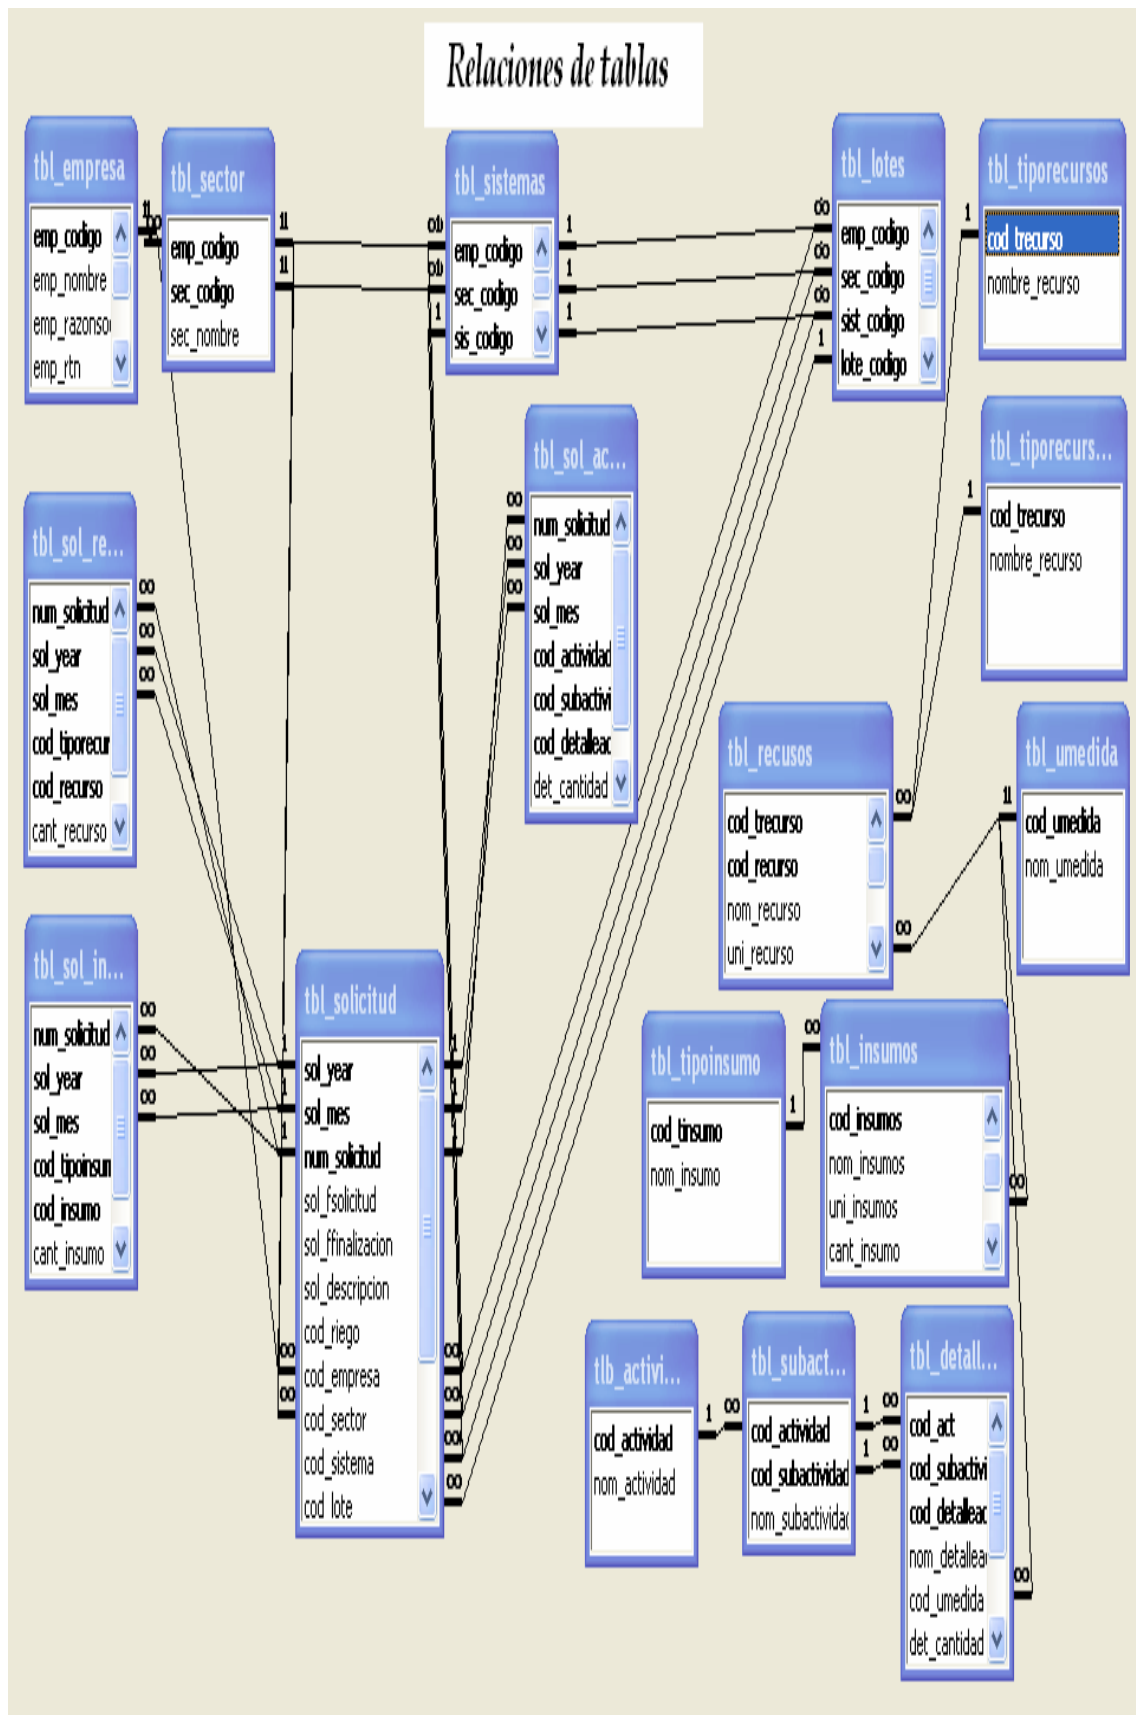 Relaciones de tablas
tbl_empresa
emp_codigo
emp_nombre
emp_razonso
emp_rtn
tbl_sector
emp_codigo
sec_codigo
sec_nombre
tbl_sistemas
emp_codigo
sec_codigo
sis_codigo
tbl_lotes
emp_codigo
sec_codigo
sist_codigo
lote_codigo
tbl_tiporecursos
cod_trecurso
nombre_recurso
tbl_tiporecurs...
cod_trecurso
nombre_recurso
tbl_sol_ac...
num_solicitud
sol_year
sol_mes
cod_actividad
cod_subactivi
cod_detalleac
det_cantidad
tbl_sol_re...
num_solicitud
sol_year
sol_mes
cod_tiporecur
cod_recurso
cant_recurso
tbl_recusos
cod_trecurso
cod_recurso
nom_recurso
uni_recurso
tbl_umedida
cod_umedida
nom_umedida
tbl_sol_in...
num_solicitud
sol_year
sol_mes
cod_tipoinsum
cod_insumo
cant_insumo
tbl_solicitud
sol_year
sol_mes
num_solicitud
sol_fsolicitud
sol_ffinalizacion
sol_descripcion
cod_riego
cod_empresa
cod_sector
cod_sistema
cod_lote
tbl_tipoinsumo
cod_tinsumo
nom_insumo
tbl_insumos
cod_insumos
nom_insumos
uni_insumos
cant_insumo
tlb_activi...
cod_actividad
nom_actividad
tbl_subact...
cod_actividad
cod_subactividad
nom_subactividac
tbl_detall...
cod_act
cod_subactivi
cod_detalleac
nom_detallea
cod_umedida
det_cantidad